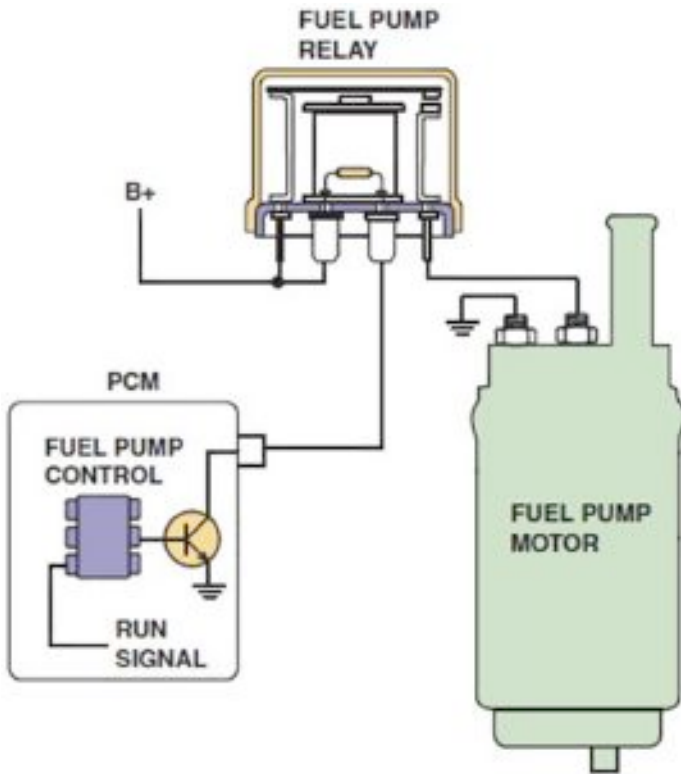 FUEL PUMP
RELAY
B+
PCM
FUEL PUMP
CONTROL
RUN
SIGNAL
FUEL PUMP
MOTOR